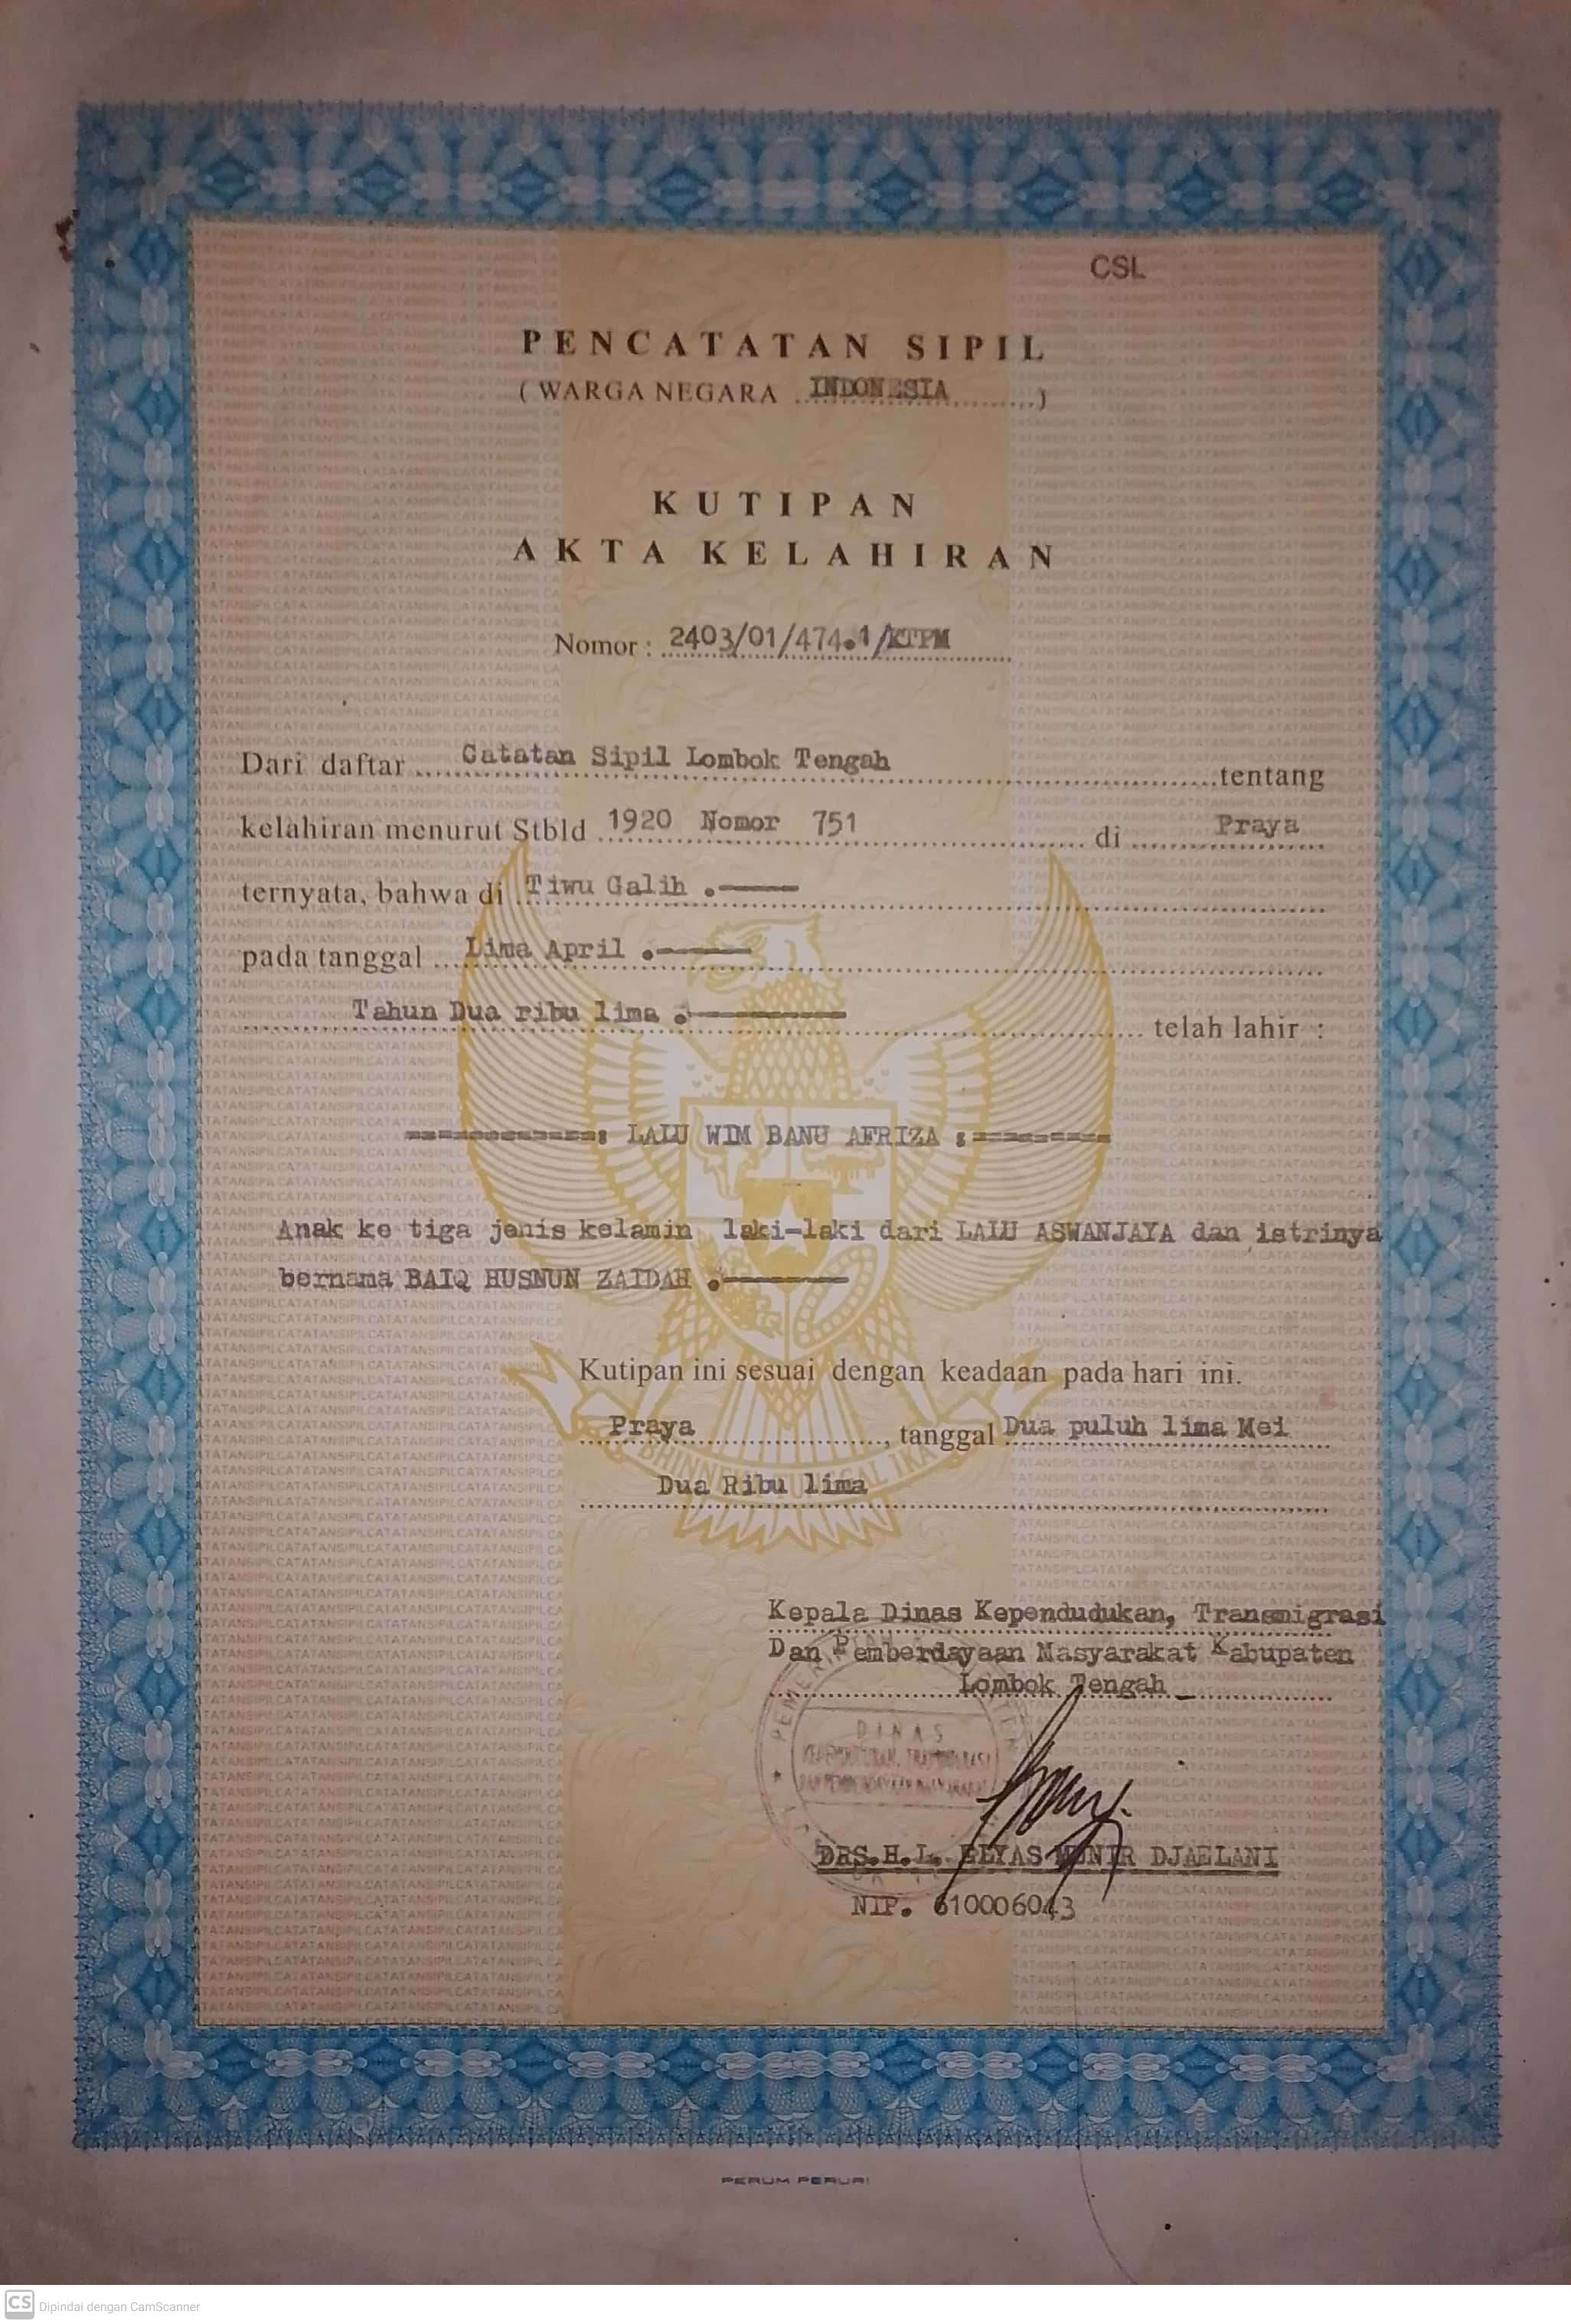 CSL
PENCATATAN SIPIL
( WARGA NEGARA INDONESIA )
KUTIPAN
AKTA KELAHIRAN
Nomor : 2403/01/474.1/KTPM
Dari daftar Catatan Sipil Lombok Tengah tentang
kelahiran menurut Stbld 1920 Nomor 751 di Praya
ternyata, bahwa di Tiwu Galih .
pada tanggal Lima April .
Tahun Dua ribu lima . telah lahir :
LALU WIM BANU AFRIZA
Anak ke tiga jenis kelamin laki-laki dari LALU ASWANJAYA dan istrinya
bernama BAIQ HUSNUN ZAIDAH .
Kutipan ini sesuai dengan keadaan pada hari ini.
Praya , tanggal Dua puluh lima Mei
Dua Ribu lima
Kepala Dinas Kependudukan, Transmigrasi
Dan Pemberdayaan Masyarakat Kabupaten
Lombok Tengah
DINAS
DRS.H.L. ELYAS MUNIR DJAELANI
NIP. 610006043
PERUM PERURI
CS Dipindai dengan CamScanner